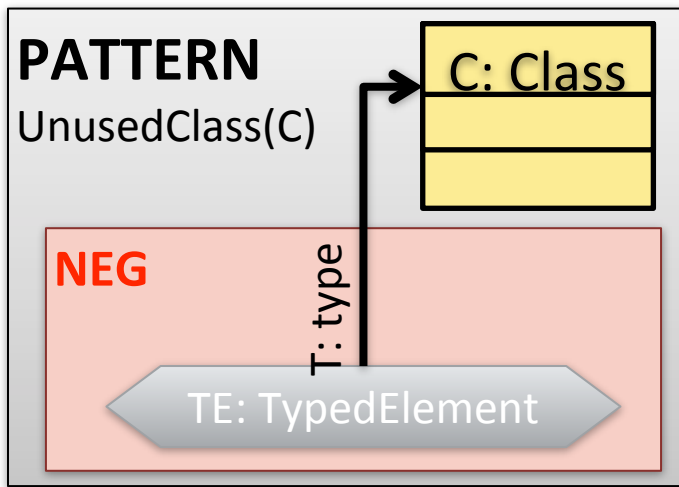 PATTERN
UnusedClass(C)
C: Class
NEG
T: type
TE: TypedElement